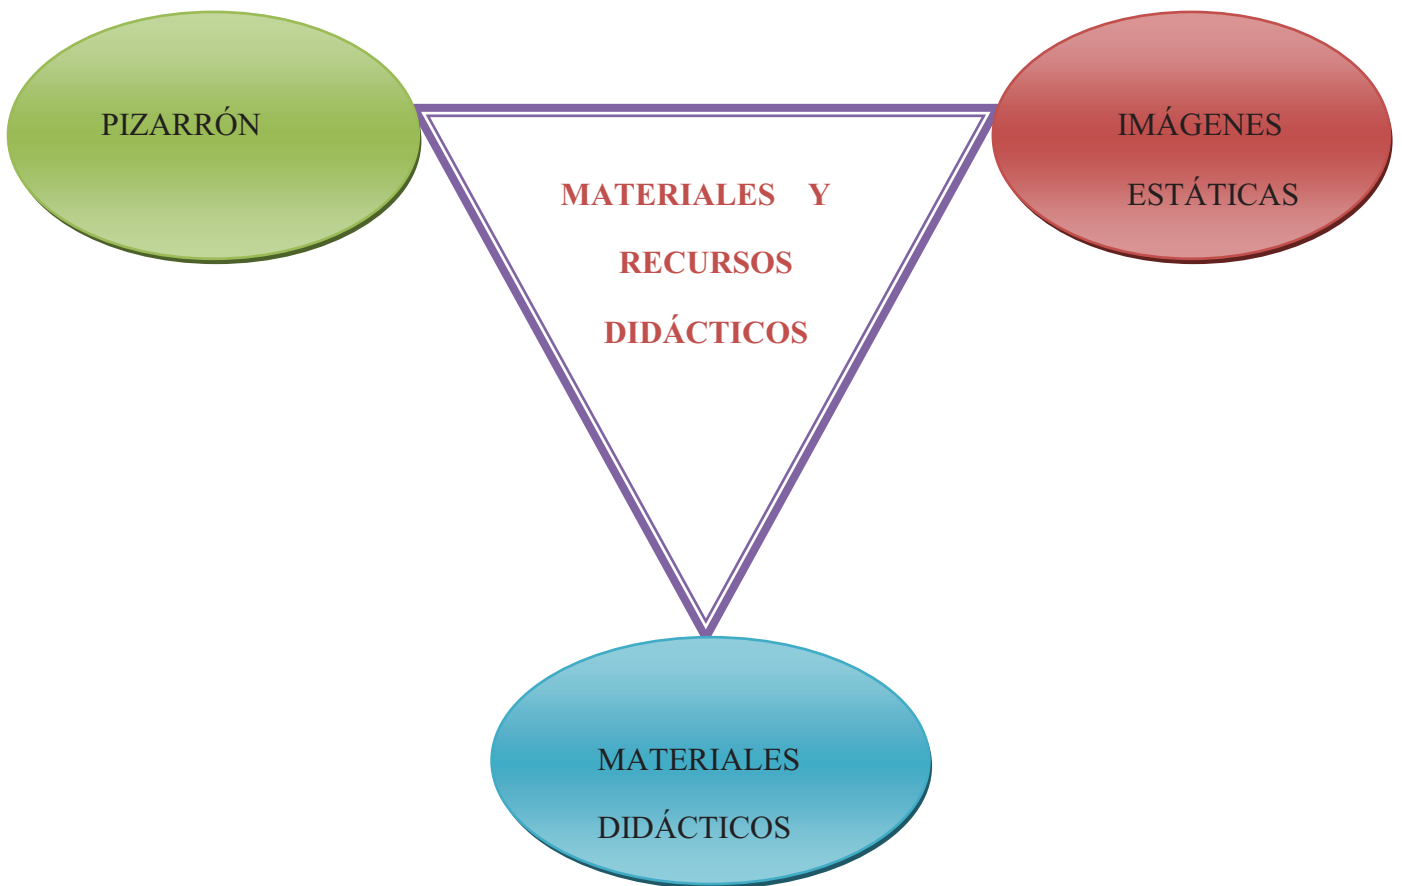 PIZARRÓN
IMÁGENES
ESTÁTICAS
MATERIALES Y
RECURSOS
DIDÁCTICOS
MATERIALES
DIDÁCTICOS